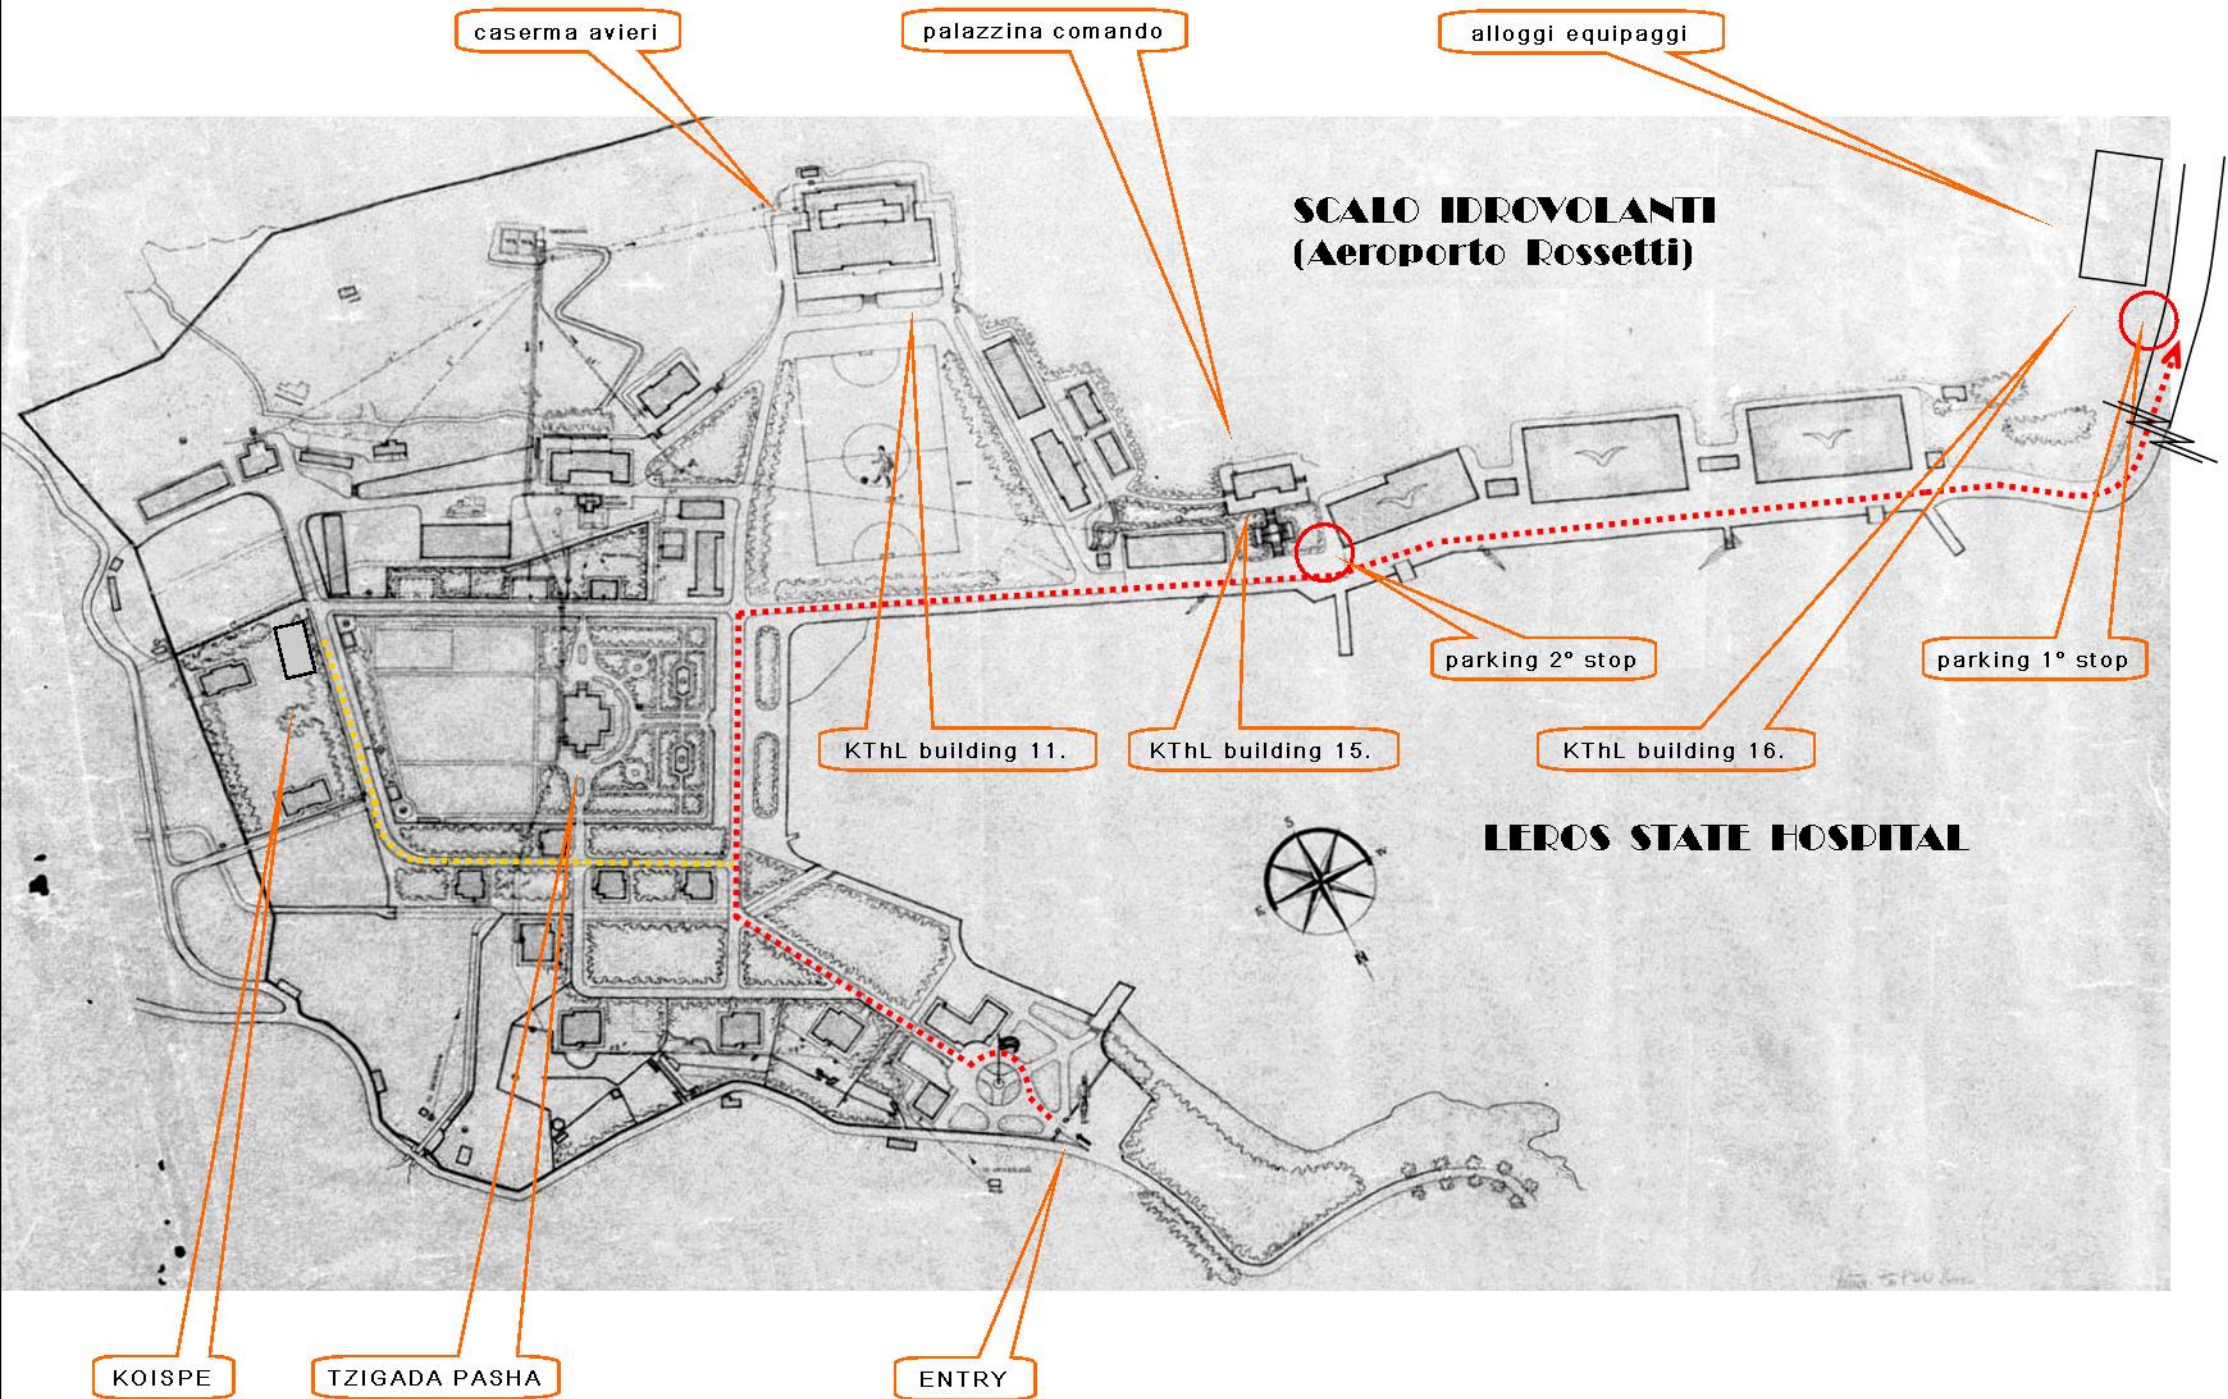 caserma avieri
palazzina comando
alloggi equipaggi
SCALO IDROVOLANTI
(Aeroporto Rossetti)
parking 2° stop
parking 1° stop
KThL building 11.
KThL building 15.
KThL building 16.
LEROS STATE HOSPITAL
S
N
KOISPE
TZIGADA PASHA
ENTRY